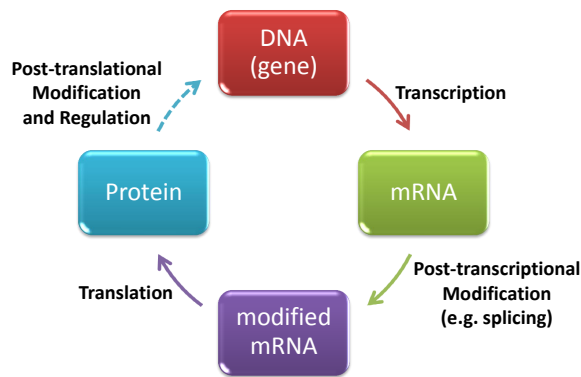 DNA
(gene)
Transcription
mRNA
Post-transcriptional
Modification
(e.g. splicing)
modified
mRNA
Translation
Protein
Post-translational
Modification
and Regulation